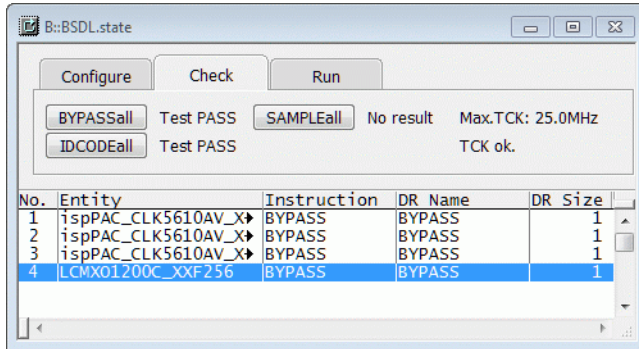 B::BSDL.state
Configure Check Run
BYPASSall Test PASS SAMPLEall No result Max.TCK: 25.0MHz
IDCODEall Test PASS TCK ok.
No. Entity Instruction DR Name DR Size
1 ispPAC_CLK5610AV_X BYPASS BYPASS 1
2 ispPAC_CLK5610AV_X BYPASS BYPASS 1
3 ispPAC_CLK5610AV_X BYPASS BYPASS 1
4 LCMXO1200C_XXF256 BYPASS BYPASS 1